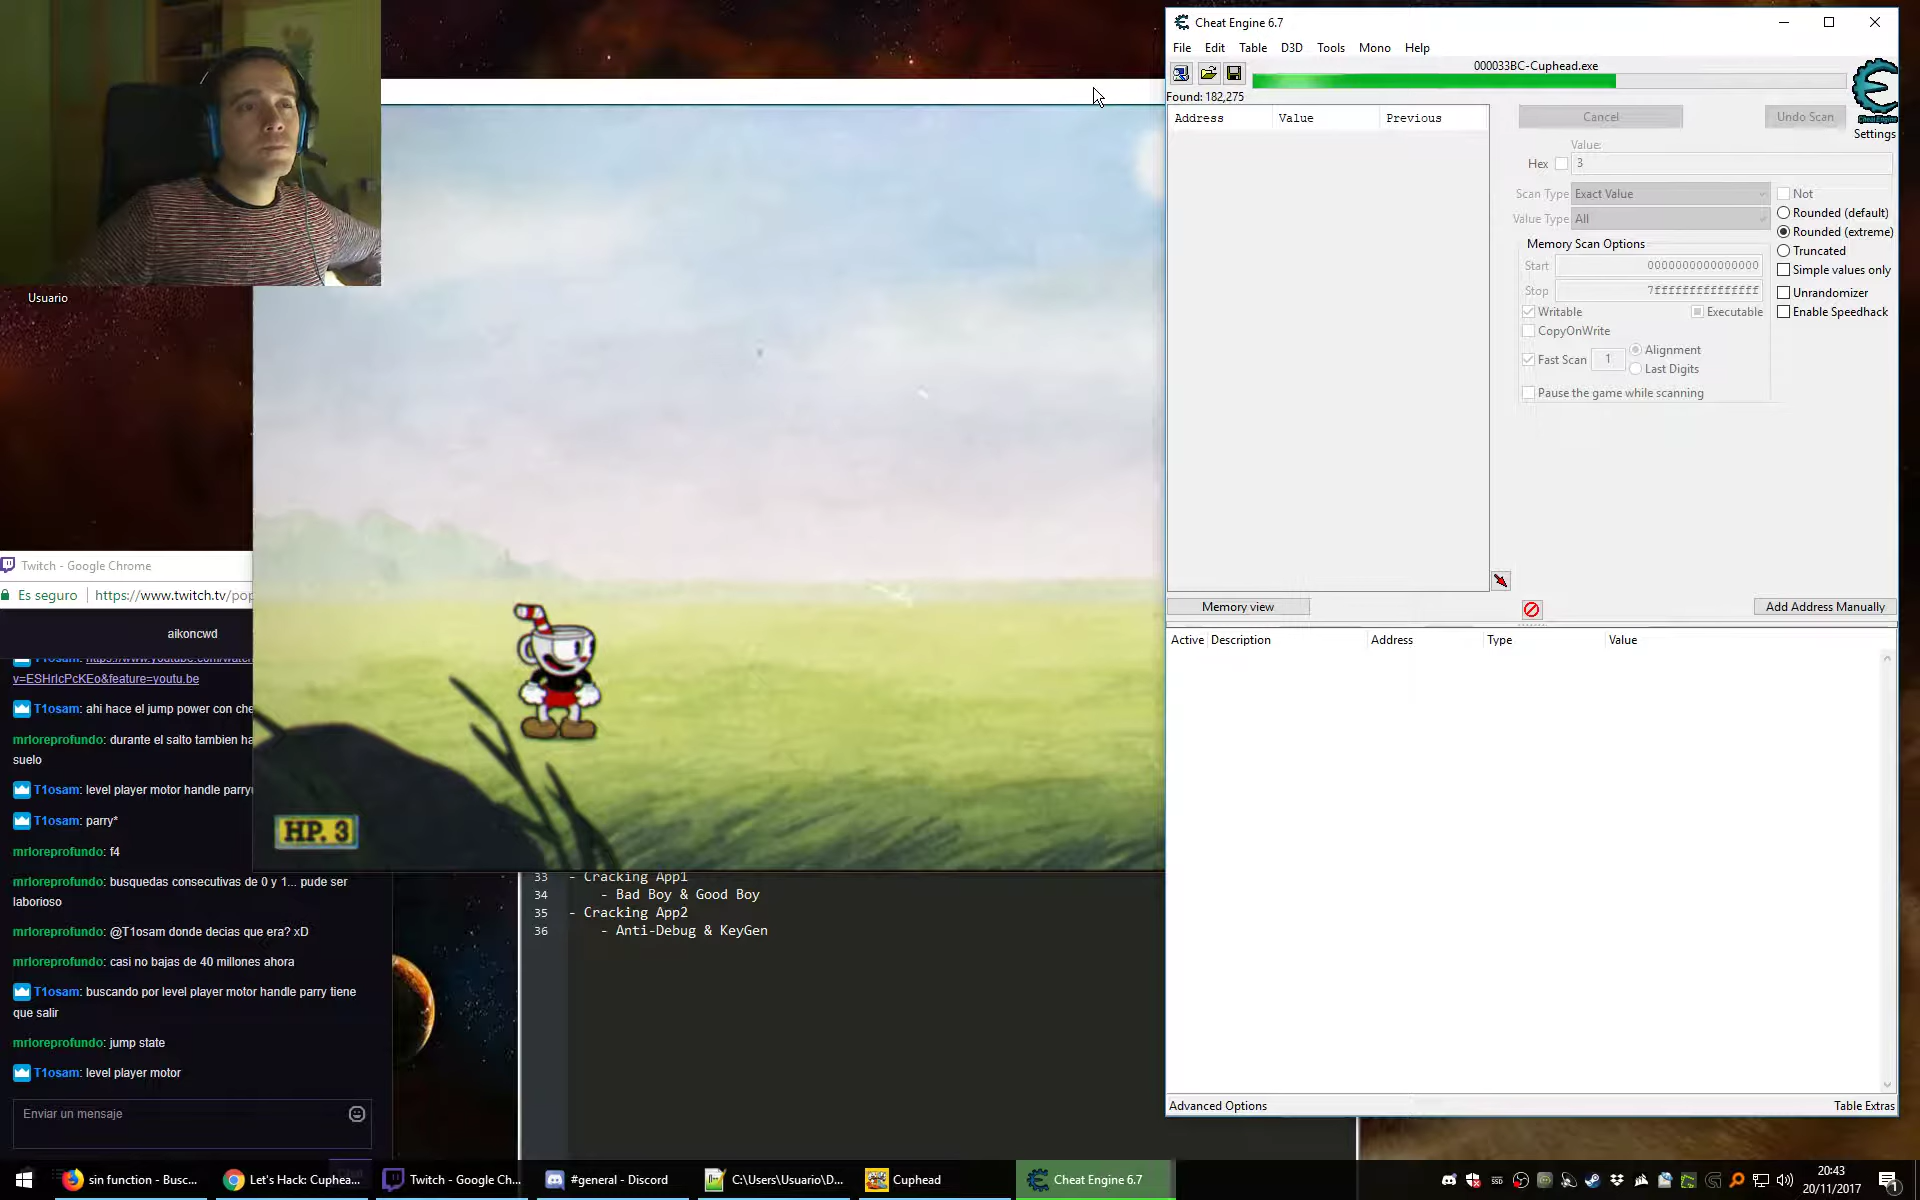 Usuario
Twitch - Google Chrome
Es seguro
https://www.twitch.tv/pop
aikoncwd
T1osam: https://www.youtube.com/watch
v=ESHrIcPcKEo&feature=youtu.be
T1osam: ahi hace el jump power con che
mrloreprofundo: durante el salto tambien ha
suelo
T1osam: level player motor handle parry
T1osam: parry*
mrloreprofundo: f4
mrloreprofundo: busquedas consecutivas de 0 y 1... pude ser
laborioso
mrloreprofundo: @T1osam donde decias que era? xD
mrloreprofundo: casi no bajas de 40 millones ahora
T1osam: buscando por level player motor handle parry tiene
que salir
mrloreprofundo: jump state
T1osam: level player motor
Enviar un mensaje
HP. 3
33 - Cracking App1
34 - Bad Boy & Good Boy
35 - Cracking App2
36 - Anti-Debug & KeyGen
Cheat Engine 6.7
File Edit Table D3D Tools Mono Help
000033BC-Cuphead.exe
Found: 182,275
Address Value Previous
Cancel
Undo Scan
Cheat Engine
Settings
Value:
Hex 3
Scan Type Exact Value
Not
Value Type All
Rounded (default)
Rounded (extreme)
Truncated
Simple values only
Unrandomizer
Enable Speedhack
Memory Scan Options
Start 0000000000000000
Stop 7fffffffffffffff
Writable
Executable
CopyOnWrite
Fast Scan 1
Alignment
Last Digits
Pause the game while scanning
Memory view
Add Address Manually
Active Description Address Type Value
Advanced Options
Table Extras
sin function - Busc...
Let's Hack: Cuphea...
Twitch - Google Ch...
#general - Discord
C:\Users\Usuario\D...
Cuphead
Cheat Engine 6.7
20:43
20/11/2017